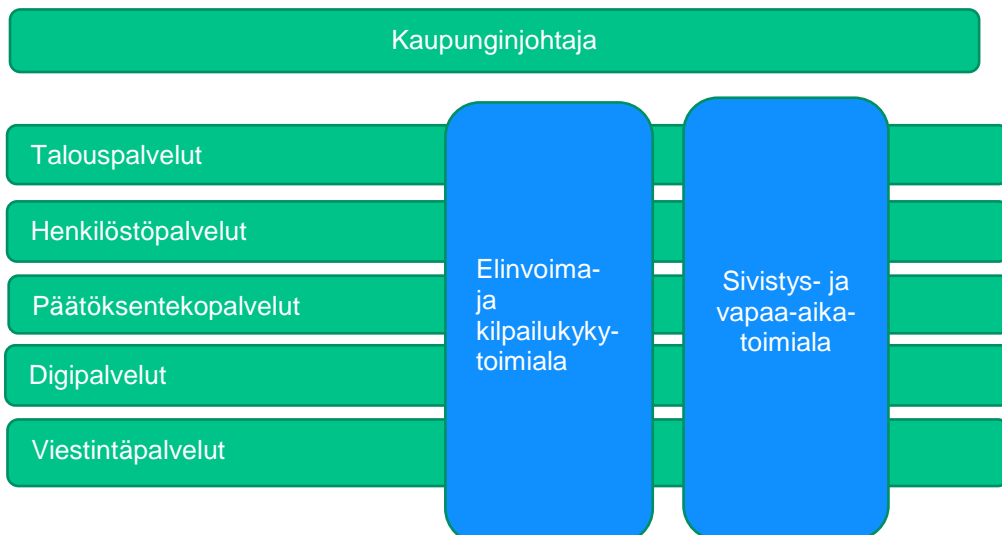 Kaupunginjohtaja
Talouspalvelut
Henkilöstöpalvelut
Päätöksentekopalvelut
Digipalvelut
Viestintäpalvelut
Elinvoima-
ja
kilpailukyky-
toimiala
Sivistys- ja
vapaa-aika-
toimiala